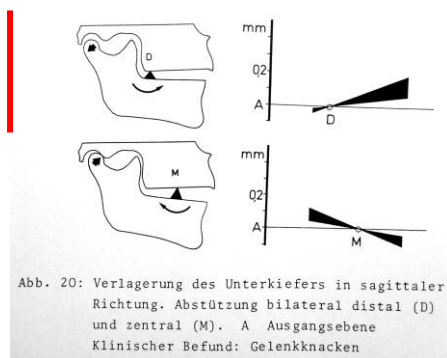 D
mm
0,2
A
D
M
mm
0,2
A
M
Abb. 20: Verlagerung des Unterkiefers in sagittaler
Richtung. Abstützung bilateral distal (D)
und zentral (M). A Ausgangsebene
Klinischer Befund: Gelenkknacken